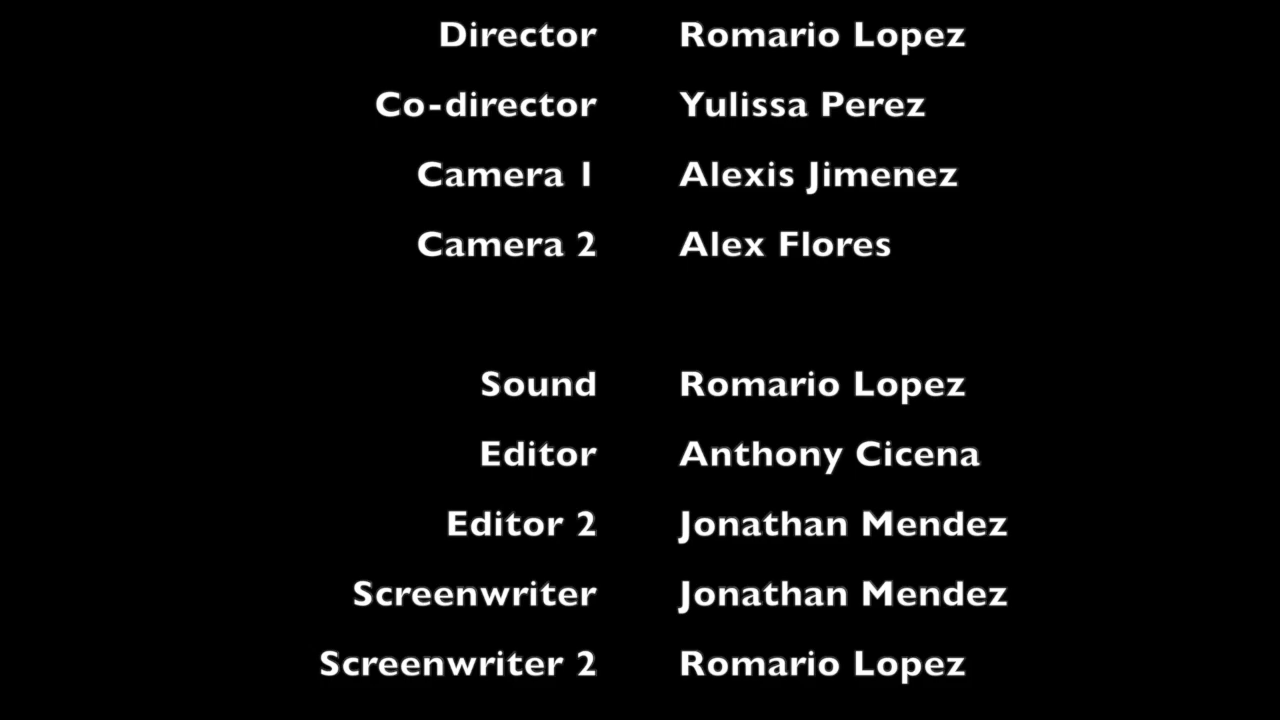 Director Romario Lopez
Co-director Yulissa Perez
Camera 1 Alexis Jimenez
Camera 2 Alex Flores
Sound Romario Lopez
Editor Anthony Cicena
Editor 2 Jonathan Mendez
Screenwriter Jonathan Mendez
Screenwriter 2 Romario Lopez